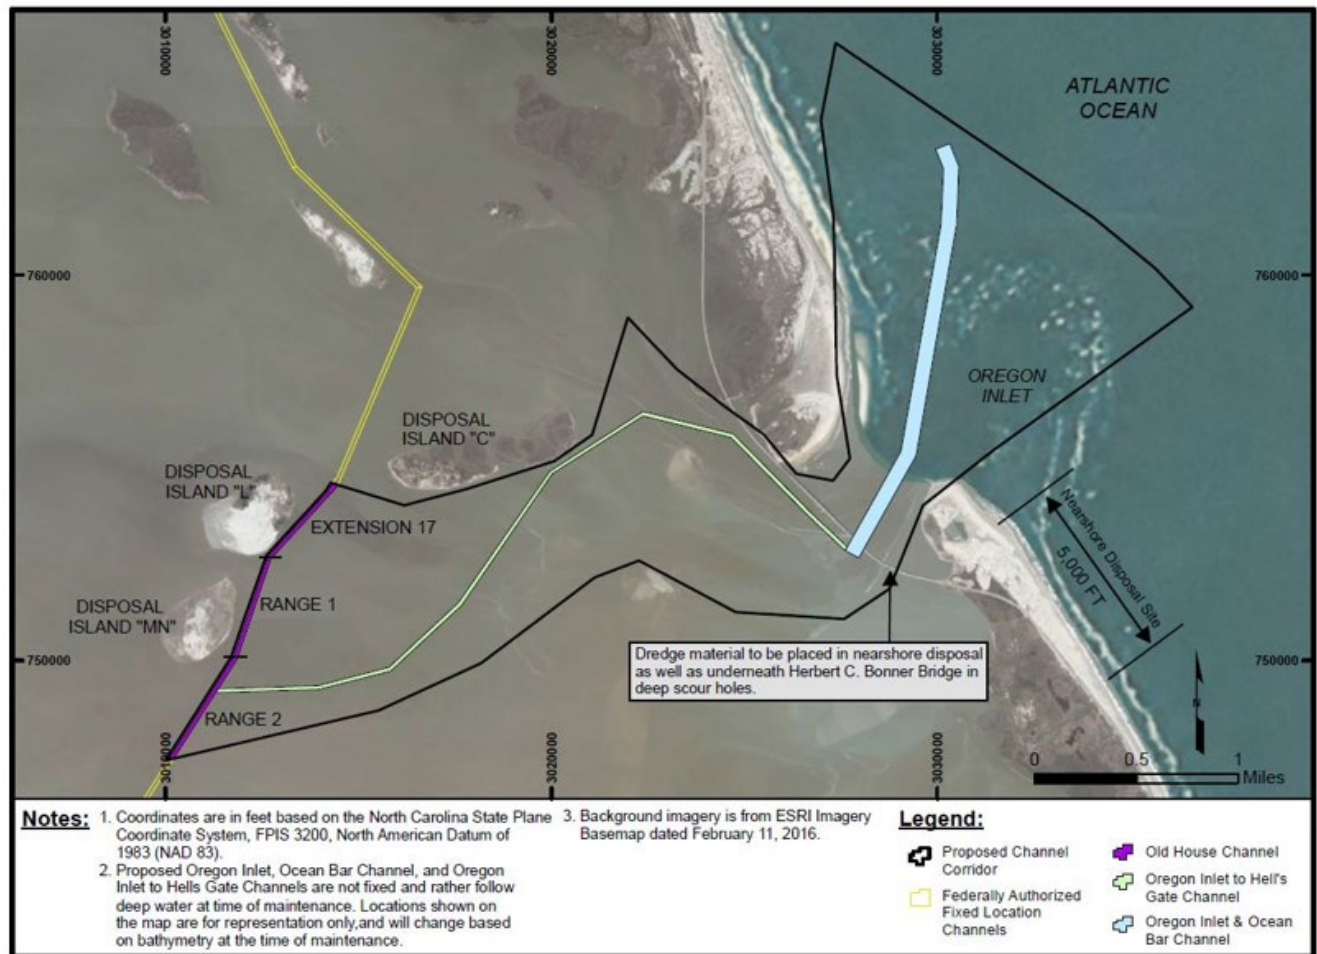 3010000
3020000
3030000
ATLANTIC
OCEAN
760000
760000
OREGON
INLET
DISPOSAL
ISLAND "C"
DISPOSAL
ISLAND "L"
EXTENSION 17
Nearshore Disposal Site
5,000 FT
RANGE 1
DISPOSAL
ISLAND "MN"
750000
750000
Dredge material to be placed in nearshore disposal
as well as underneath Herbert C. Bonner Bridge in
deep scour holes.
RANGE 2
N
3010000
3020000
3030000
0 0.5 1
Miles
Notes:
1. Coordinates are in feet based on the North Carolina State Plane
Coordinate System, FPIS 3200, North American Datum of
1983 (NAD 83).
2. Proposed Oregon Inlet, Ocean Bar Channel, and Oregon
Inlet to Hells Gate Channels are not fixed and rather follow
deep water at time of maintenance. Locations shown on
the map are for representation only,and will change based
on bathymetry at the time of maintenance.
3. Background imagery is from ESRI Imagery
Basemap dated February 11, 2016.
Legend:
Proposed Channel
Corridor
Federally Authorized
Fixed Location
Channels
Old House Channel
Oregon Inlet to Hell's
Gate Channel
Oregon Inlet & Ocean
Bar Channel